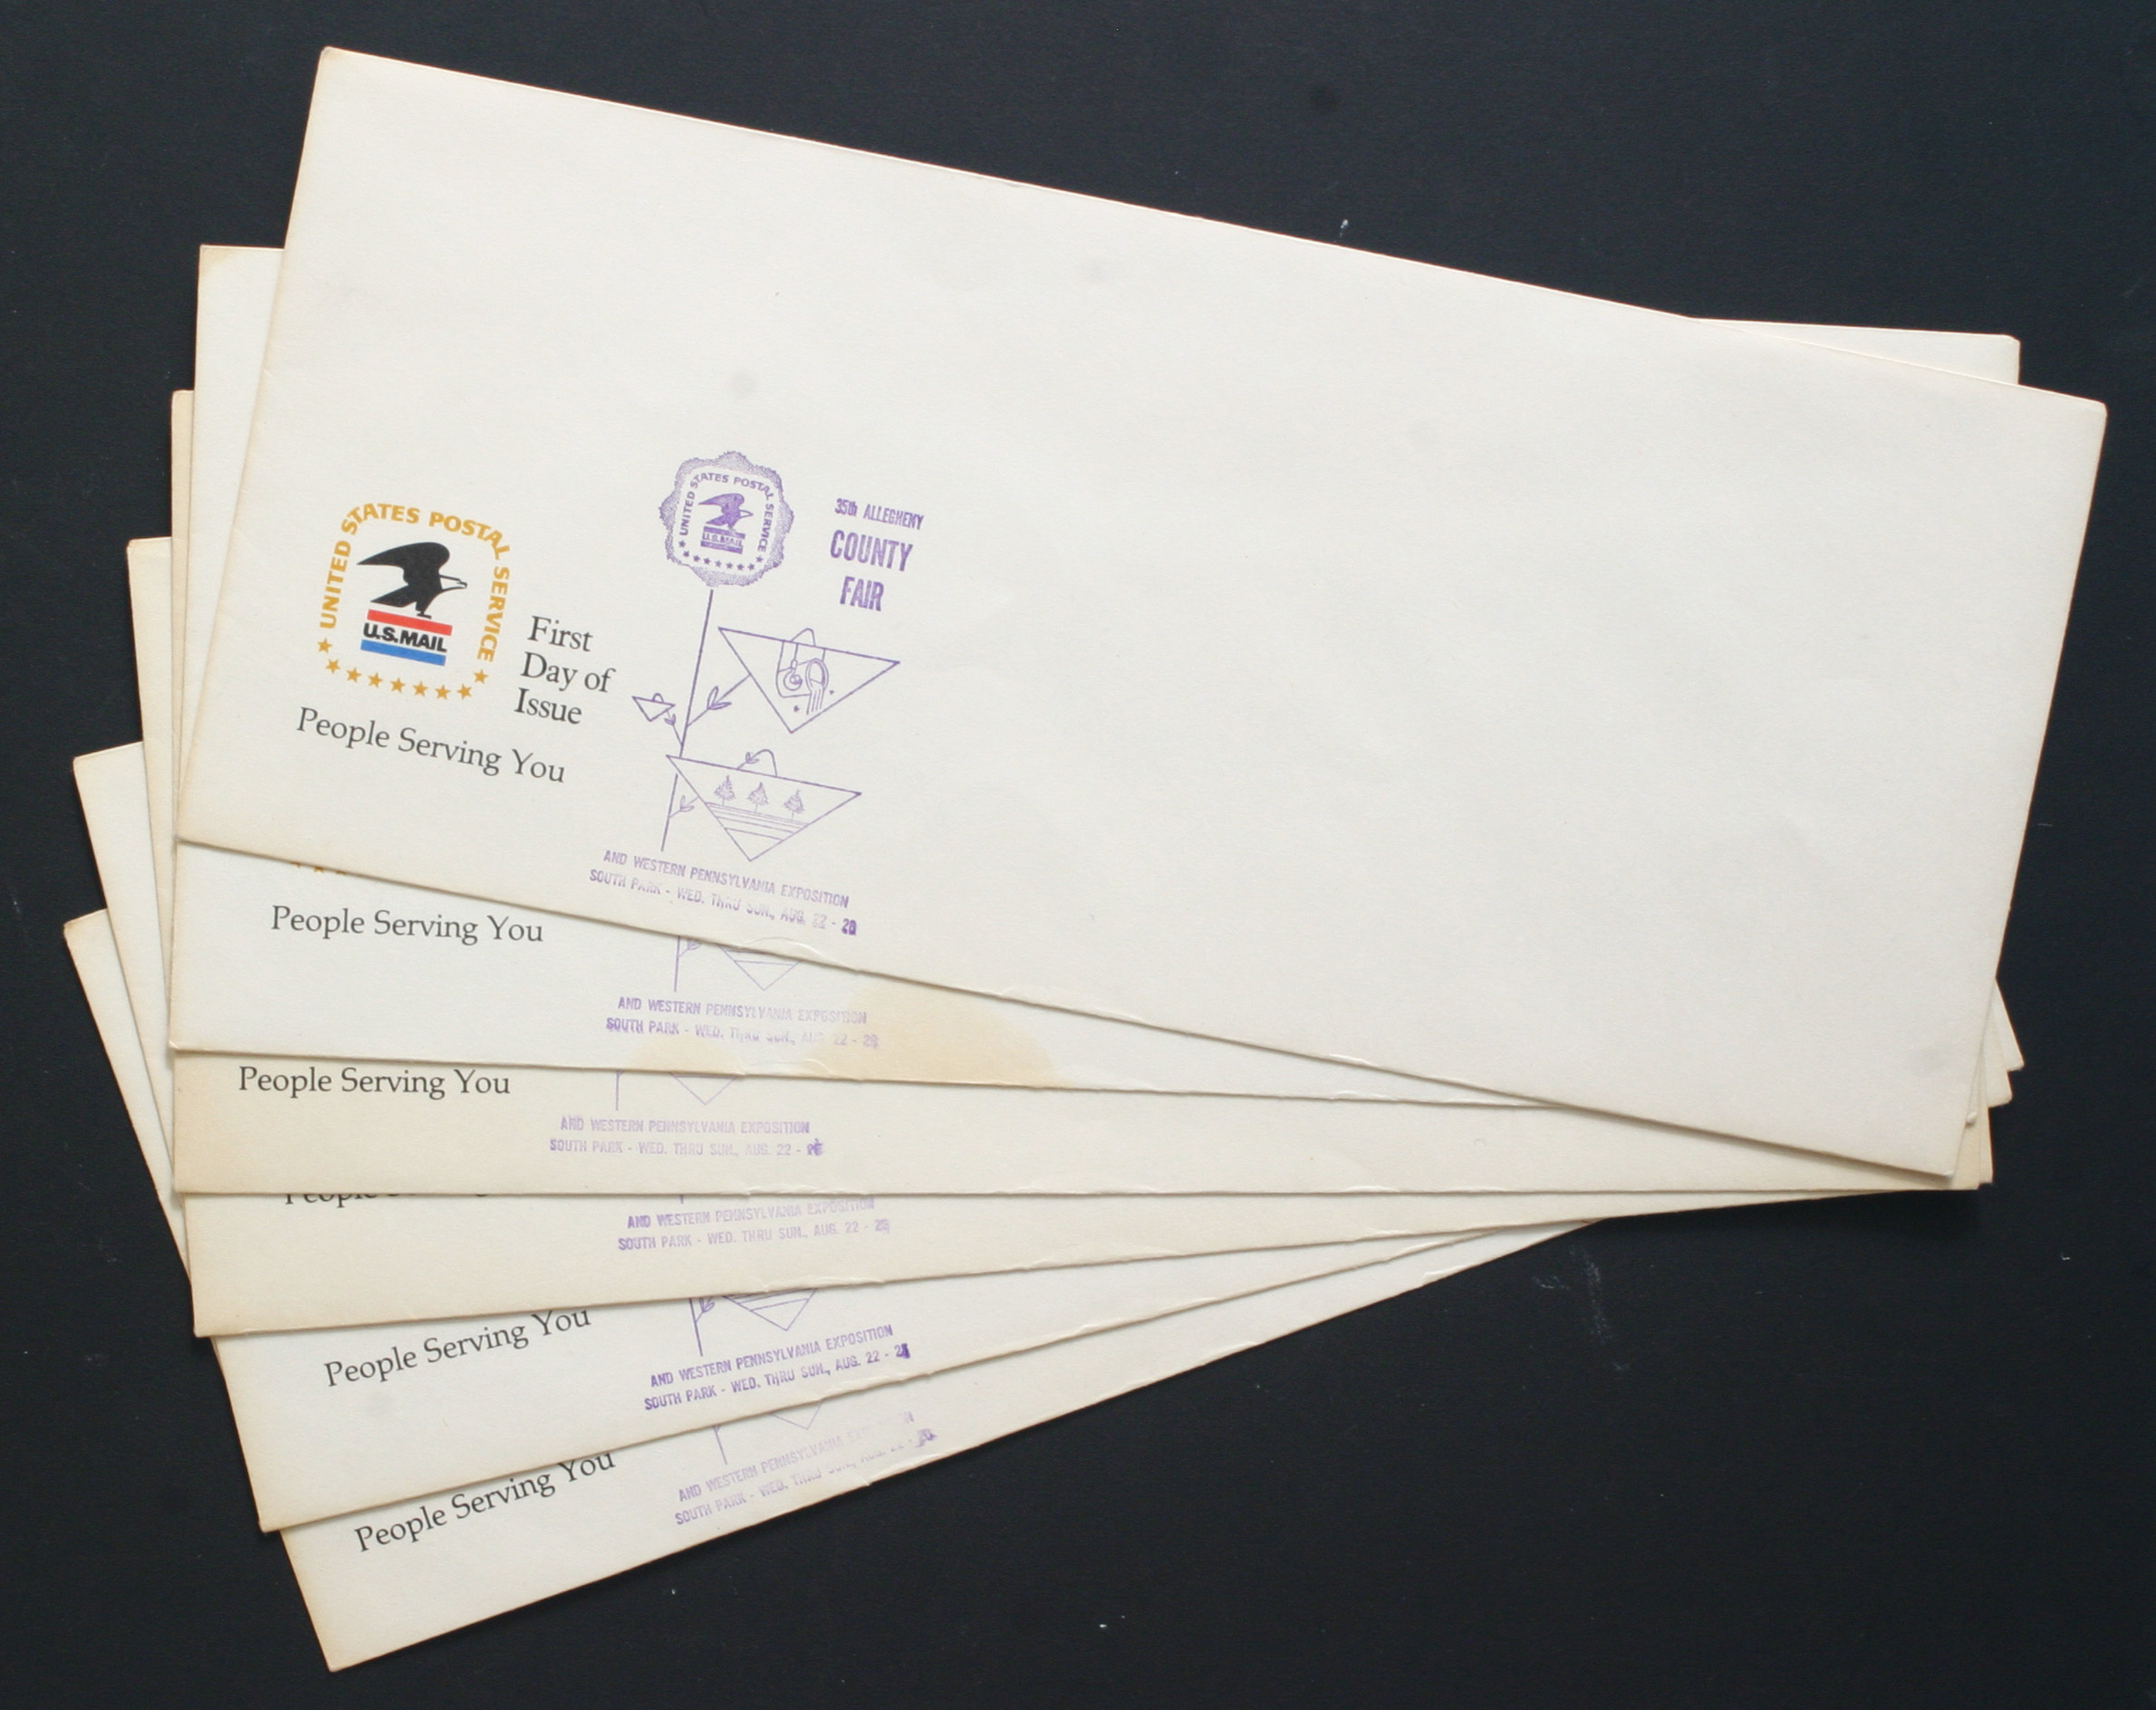 UNITED STATES POSTAL SERVICE
U.S.MAIL
First
Day of
Issue
People Serving You
UNITED STATES POSTAL SERVICE
U.S.MAIL
35th ALLEGHENY
COUNTY
FAIR
AND WESTERN PENNSYLVANIA EXPOSITION
SOUTH PARK - WED. THRU SUN., AUG. 22 -
People Serving You
AND WESTERN PENNSYLVANIA EXPOSITION
SOUTH PARK - WED. THRU SUN., AUG. 22 -
People Serving You
AND WESTERN PENNSYLVANIA EXPOSITION
SOUTH PARK - WED. THRU SUN., AUG. 22 -
People
AND WESTERN PENNSYLVANIA EXPOSITION
SOUTH PARK - WED. THRU SUN., AUG. 22 -
People Serving You
AND WESTERN PENNSYLVANIA EXPOSITION
SOUTH PARK - WED. THRU SUN., AUG. 22 -
People Serving You
AND WESTERN PENNSYLVANIA
SOUTH PARK - WED. THRU SUN., AUG.